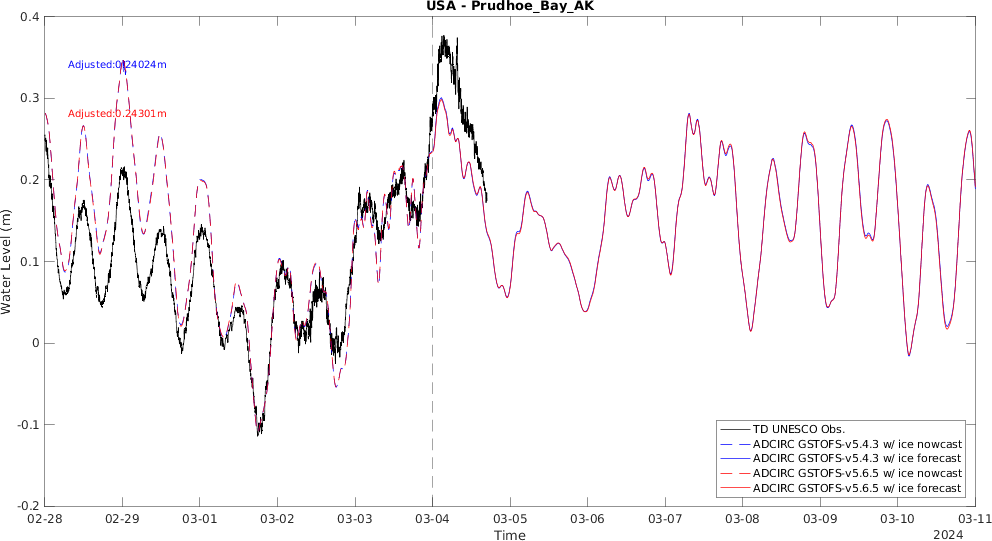 USA - Prudhoe_Bay_AK
0.4
Adjusted:0.24024m
0.3
Adjusted:0.24301m
0.2
0.1
0
-0.1
-0.2
Water Level (m)
TD UNESCO Obs.
ADCIRC GSTOFS-v5.4.3 w/ ice nowcast
ADCIRC GSTOFS-v5.4.3 w/ ice forecast
ADCIRC GSTOFS-v5.6.5 w/ ice nowcast
ADCIRC GSTOFS-v5.6.5 w/ ice forecast
02-28 02-29 03-01 03-02 03-03 03-04 03-05 03-06 03-07 03-08 03-09 03-10 03-11
Time
2024